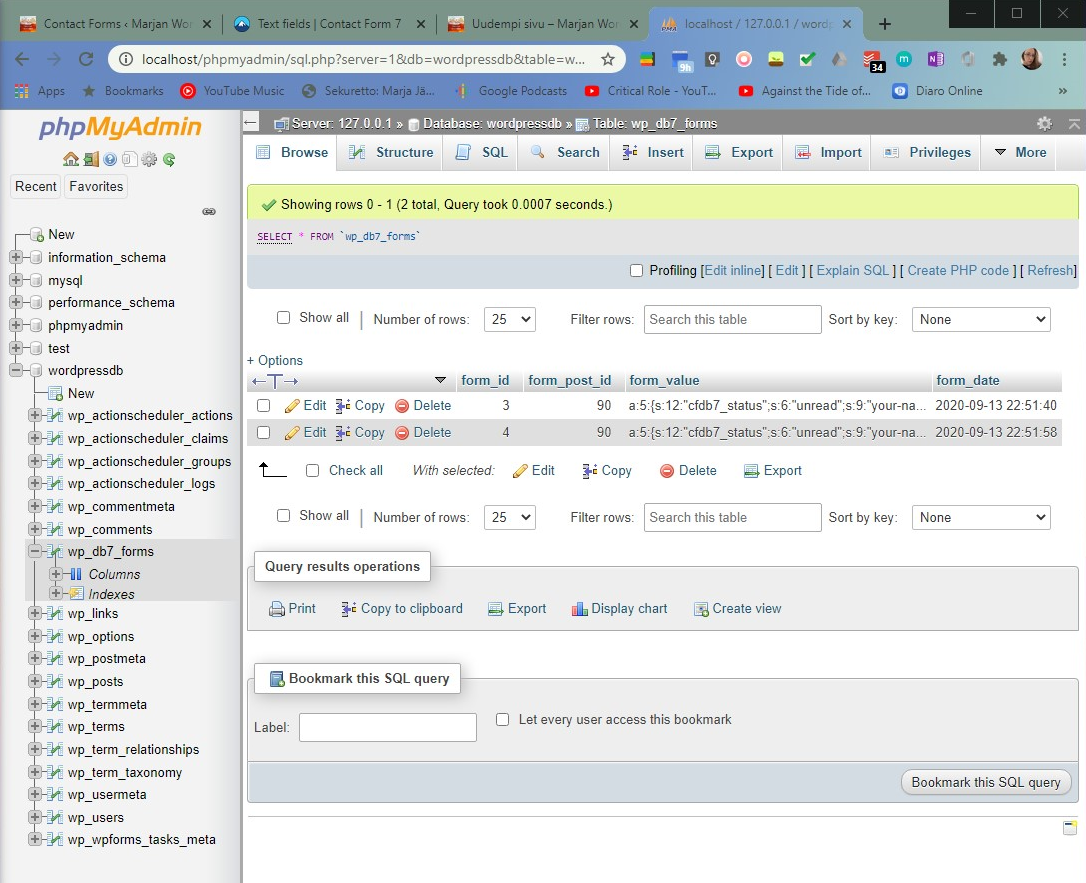 Contact Forms ‹ Marjan Wor
Text fields | Contact Form 7
Uudempi sivu – Marjan Wor
localhost / 127.0.0.1 / wordp
localhost/phpmyadmin/sql.php?server=1&db=wordpressdb&table=w...
9h
34
Apps
Bookmarks
YouTube Music
Sekuretto: Marja Jä...
Google Podcasts
Critical Role - YouT...
Against the Tide of...
Diaro Online
»
phpMyAdmin
Recent
Favorites
New
information_schema
mysql
performance_schema
phpmyadmin
test
wordpressdb
New
wp_actionscheduler_actions
wp_actionscheduler_claims
wp_actionscheduler_groups
wp_actionscheduler_logs
wp_commentmeta
wp_comments
wp_db7_forms
Columns
Indexes
wp_links
wp_options
wp_postmeta
wp_posts
wp_termmeta
wp_terms
wp_term_relationships
wp_term_taxonomy
wp_usermeta
wp_users
wp_wpforms_tasks_meta
Server: 127.0.0.1 » Database: wordpressdb » Table: wp_db7_forms
Browse Structure SQL Search Insert Export Import Privileges More
Showing rows 0 - 1 (2 total, Query took 0.0007 seconds.)
SELECT * FROM `wp_db7_forms`
Profiling [Edit inline] [ Edit ] [ Explain SQL ] [ Create PHP code ] [ Refresh]
Show all | Number of rows: 25 Filter rows: Search this table Sort by key: None
+ Options
form_id form_post_id form_value form_date
Edit Copy Delete 3 90 a:5:{s:12:"cfdb7_status";s:6:"unread";s:9:"your-na... 2020-09-13 22:51:40
Edit Copy Delete 4 90 a:5:{s:12:"cfdb7_status";s:6:"unread";s:9:"your-na... 2020-09-13 22:51:58
Check all With selected: Edit Copy Delete Export
Show all | Number of rows: 25 Filter rows: Search this table Sort by key: None
Query results operations
Print Copy to clipboard Export Display chart Create view
Bookmark this SQL query
Label: Let every user access this bookmark
Bookmark this SQL query